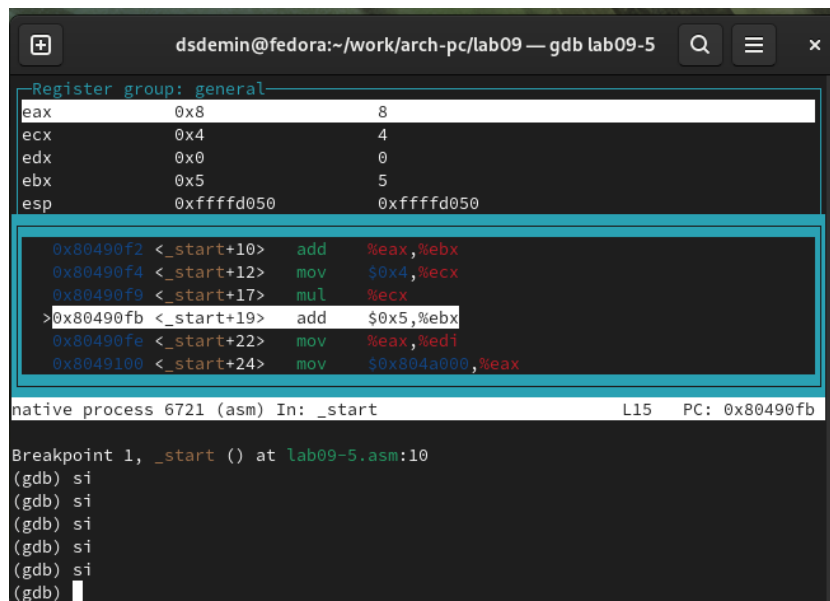 dsdemin@fedora:~/work/arch-pc/lab09 — gdb lab09-5
Register group: general
eax 0x8 8
ecx 0x4 4
edx 0x0 0
ebx 0x5 5
esp 0xffffd050 0xffffd050
0x80490f2 <_start+10> add %eax,%ebx
0x80490f4 <_start+12> mov $0x4,%ecx
0x80490f9 <_start+17> mul %ecx
>0x80490fb <_start+19> add $0x5,%ebx
0x80490fe <_start+22> mov %eax,%edi
0x8049100 <_start+24> mov $0x804a000,%eax
native process 6721 (asm) In: _start L15 PC: 0x80490fb
Breakpoint 1, _start () at lab09-5.asm:10
(gdb) si
(gdb) si
(gdb) si
(gdb) si
(gdb) si
(gdb)